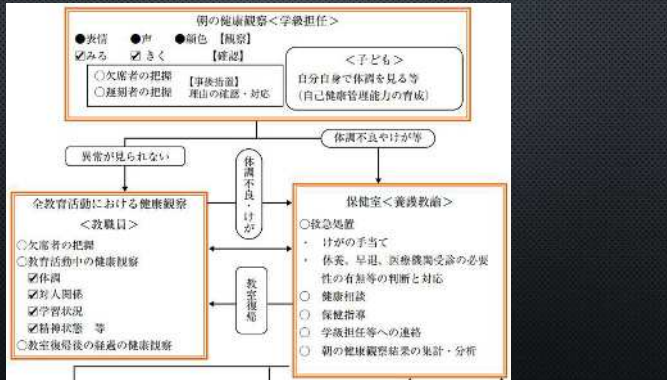 朝の健康観察＜学級担任＞
●表情　●声　●顔色　【観察】
☑みる　☑きく　【確認】
○欠席者の把握　【事後措置】
○遅刻者の把握　理由の確認・対応
＜子ども＞
自分自身で体調を見る等
（自己健康管理能力の育成）
異常が見られない
体調不良やけが等
体調不良・けが
全教育活動における健康観察
＜教職員＞
○欠席者の把握
○教育活動中の健康観察
☑体調
☑対人関係
☑学習状況
☑精神状態　等
○教室復帰後の経過の健康観察
教室復帰
保健室＜養護教諭＞
○救急処置
・　けがの手当て
・　休養、早退、医療機関受診の必要
性の有無等の判断と対応
○　健康相談
○　保健指導
○　学級担任等への連絡
○　朝の健康観察結果の集計・分析